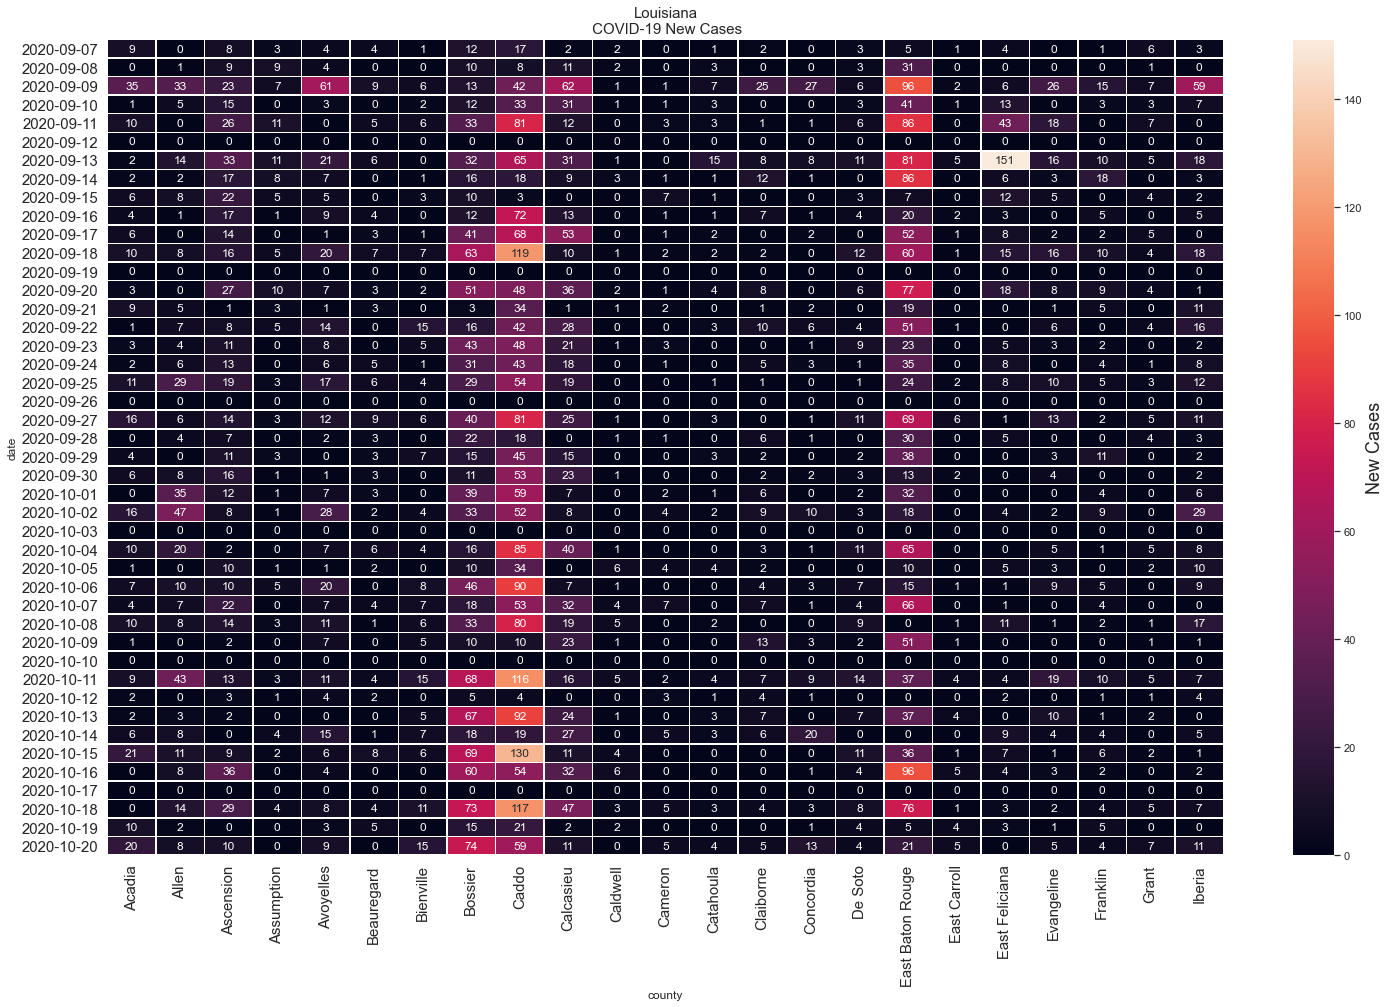 Louisiana
COVID-19 New Cases
2020-09-07 9 0 8 3 4 4 1 12 17 2 2 0 1 2 0 3 5 1 4 0 1 6 3
2020-09-08 0 1 9 9 0 0 0 10 8 11 2 0 3 0 0 3 31 0 0 0 0 1 0
2020-09-09 35 33 23 7 61 9 6 13 42 62 1 1 7 25 27 6 96 2 6 26 15 7 59
2020-09-10 1 5 15 0 3 0 2 12 33 31 1 1 3 0 0 3 41 1 13 0 3 3 7
2020-09-11 10 0 26 11 0 5 6 33 81 12 0 3 3 1 1 6 86 0 43 18 0 7 0
2020-09-12 0 0 0 0 0 0 0 0 0 0 0 0 0 0 0 0 0 0 0 0 0 0 0
2020-09-13 2 14 33 11 21 6 0 32 65 31 1 0 15 8 8 11 81 5 151 16 10 5 18
2020-09-14 2 2 17 8 7 0 1 16 18 9 3 1 1 12 1 0 86 0 6 3 18 0 3
2020-09-15 6 8 22 5 5 0 3 10 3 0 0 7 1 0 0 3 7 0 12 5 0 4 2
2020-09-16 4 1 17 1 9 4 0 12 72 13 0 1 1 7 1 4 20 2 3 0 5 0 5
2020-09-17 6 0 14 0 1 3 1 41 68 53 0 1 2 0 2 0 52 1 8 2 2 5 0
2020-09-18 10 8 16 5 20 7 7 63 119 10 1 2 2 2 0 12 60 1 15 16 10 4 18
2020-09-19 0 0 0 0 0 0 0 0 0 0 0 0 0 0 0 0 0 0 0 0 0 0 0
2020-09-20 3 0 27 10 7 3 2 51 48 36 2 1 4 8 0 6 77 0 18 8 9 4 1
2020-09-21 9 5 1 3 1 3 0 3 34 1 1 2 0 1 2 0 19 0 0 1 5 0 11
2020-09-22 1 7 8 5 14 0 15 16 42 28 0 0 3 10 6 4 51 1 0 6 0 4 16
2020-09-23 3 4 11 0 8 0 5 43 48 21 1 3 0 0 1 9 23 0 5 3 2 0 2
2020-09-24 2 6 13 0 6 5 1 31 43 18 0 1 0 5 3 1 35 0 8 0 4 1 8
2020-09-25 11 29 19 3 17 6 4 29 54 19 0 0 1 1 0 1 24 2 8 10 5 3 12
2020-09-26 0 0 0 0 0 0 0 0 0 0 0 0 0 0 0 0 0 0 0 0 0 0 0
2020-09-27 16 6 14 3 12 9 6 40 81 25 1 0 3 0 1 11 69 6 1 13 2 5 11
2020-09-28 0 4 7 0 2 3 0 22 18 0 1 1 0 6 1 0 30 0 5 0 0 4 3
2020-09-29 4 0 11 3 0 3 7 15 45 15 0 0 3 2 0 2 38 0 0 3 11 0 2
2020-09-30 6 8 16 1 1 3 0 11 53 23 1 0 0 2 2 3 13 2 0 4 0 0 2
2020-10-01 0 35 12 1 7 3 0 39 59 7 0 2 1 6 0 2 32 0 0 0 4 0 6
2020-10-02 16 47 8 1 28 2 4 33 52 8 0 4 2 9 10 3 18 0 4 2 9 0 29
2020-10-03 0 0 0 0 0 0 0 0 0 0 0 0 0 0 0 0 0 0 0 0 0 0 0
2020-10-04 10 20 2 0 7 6 4 16 85 40 1 0 0 3 1 11 65 0 0 5 1 5 8
2020-10-05 1 0 10 1 1 2 0 10 34 0 6 4 4 2 0 0 10 0 5 3 0 2 10
2020-10-06 7 10 10 5 20 0 8 46 90 7 1 0 0 4 3 7 15 1 1 9 5 0 9
2020-10-07 4 7 22 0 7 4 7 18 53 32 4 7 0 7 1 4 66 0 1 0 4 0 0
2020-10-08 10 8 14 3 11 1 6 33 80 19 5 0 2 0 0 9 0 1 11 1 2 1 17
2020-10-09 1 0 2 0 7 0 5 10 10 23 1 0 0 13 3 2 51 1 0 0 0 1 1
2020-10-10 0 0 0 0 0 0 0 0 0 0 0 0 0 0 0 0 0 0 0 0 0 0 0
2020-10-11 9 43 13 3 11 4 15 68 116 16 5 2 4 7 9 14 37 4 4 19 10 5 7
2020-10-12 2 0 3 1 4 2 0 5 4 0 0 3 1 4 1 0 0 0 4 0 1 1 4
2020-10-13 2 3 2 0 0 0 5 67 92 24 1 0 3 7 0 7 37 4 0 10 1 2 0
2020-10-14 6 8 0 4 15 1 7 18 19 27 0 5 3 6 20 0 0 0 9 4 4 0 5
2020-10-15 21 11 9 2 6 8 6 69 130 11 4 0 0 0 0 11 36 1 7 1 6 2 1
2020-10-16 0 8 36 0 4 0 0 60 54 32 6 0 0 0 1 4 96 5 4 3 2 0 2
2020-10-17 0 0 0 0 0 0 0 0 0 0 0 0 0 0 0 0 0 0 0 0 0 0 0
2020-10-18 0 14 29 4 8 4 11 73 117 47 3 5 0 4 3 8 76 1 3 2 4 5 7
2020-10-19 10 2 0 0 3 5 0 15 21 2 2 0 0 0 1 4 5 4 3 1 5 0 0
2020-10-20 20 8 10 0 9 0 15 74 59 11 0 5 4 5 13 4 21 5 0 5 4 7 11
date
Acadia
Allen
Ascension
Assumption
Avoyelles
Beauregard
Bienville
Bossier
Caddo
Calcasieu
Caldwell
Cameron
Catahoula
Claiborne
Concordia
De Soto
East Baton Rouge
East Carroll
East Feliciana
Evangeline
Franklin
Grant
Iberia
county
140
120
100
80
60
40
20
0
New Cases